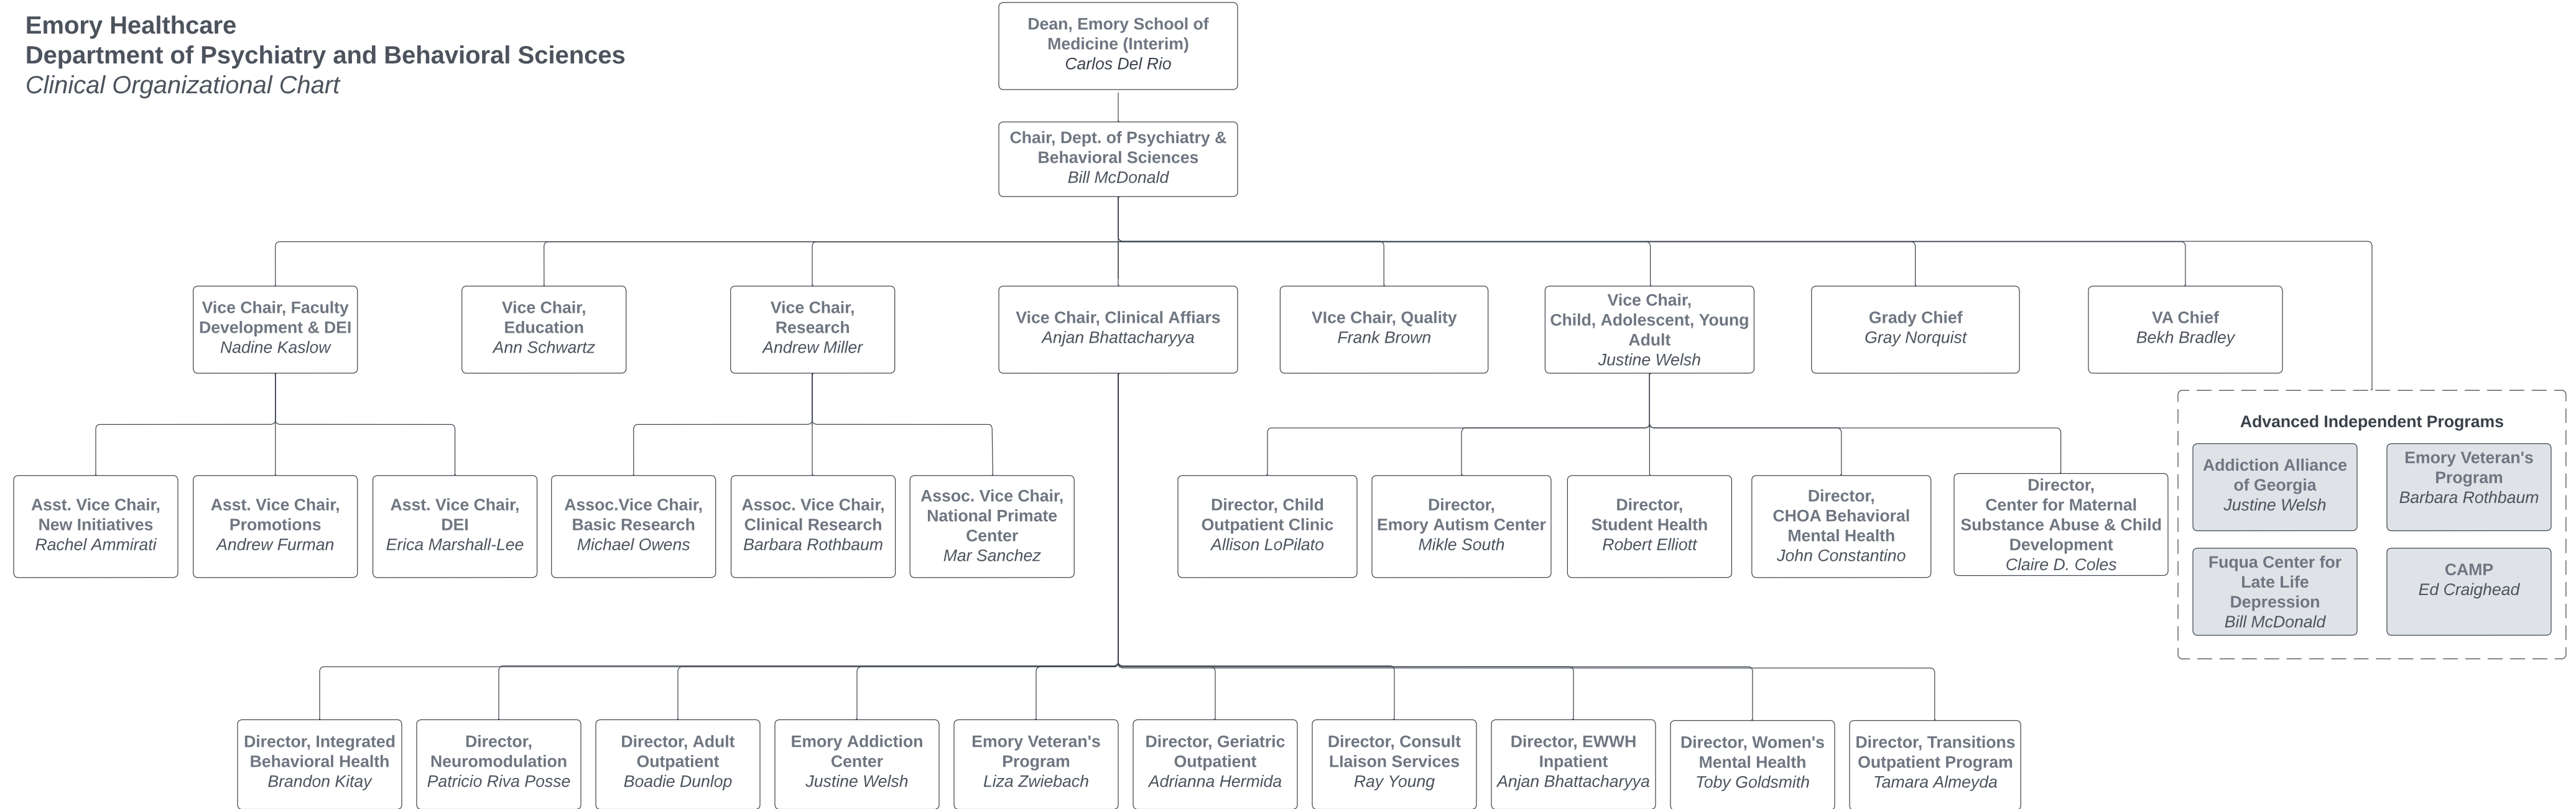 Emory Healthcare
Department of Psychiatry and Behavioral Sciences
Clinical Organizational Chart
Dean, Emory School of
Medicine (Interim)
Carlos Del Rio
Chair, Dept. of Psychiatry &
Behavioral Sciences
Bill McDonald
Vice Chair, Faculty
Development & DEI
Nadine Kaslow
Vice Chair,
Education
Ann Schwartz
Vice Chair,
Research
Andrew Miller
Vice Chair, Clinical Affiars
Anjan Bhattacharyya
VIce Chair, Quality
Frank Brown
Vice Chair,
Child, Adolescent, Young
Adult
Justine Welsh
Grady Chief
Gray Norquist
VA Chief
Bekh Bradley
Asst. Vice Chair,
New Initiatives
Rachel Ammirati
Asst. Vice Chair,
Promotions
Andrew Furman
Asst. Vice Chair,
DEI
Erica Marshall-Lee
Assoc.Vice Chair,
Basic Research
Michael Owens
Assoc. Vice Chair,
Clinical Research
Barbara Rothbaum
Assoc. Vice Chair,
National Primate
Center
Mar Sanchez
Director, Child
Outpatient Clinic
Allison LoPilato
Director,
Emory Autism Center
Mikle South
Director,
Student Health
Robert Elliott
Director,
CHOA Behavioral
Mental Health
John Constantino
Director,
Center for Maternal
Substance Abuse & Child
Development
Claire D. Coles
Advanced Independent Programs
Addiction Alliance
of Georgia
Justine Welsh
Emory Veteran's
Program
Barbara Rothbaum
Fuqua Center for
Late Life
Depression
Bill McDonald
CAMP
Ed Craighead
Director, Integrated
Behavioral Health
Brandon Kitay
Director,
Neuromodulation
Patricio Riva Posse
Director, Adult
Outpatient
Boadie Dunlop
Emory Addiction
Center
Justine Welsh
Emory Veteran's
Program
Liza Zwiebach
Director, Geriatric
Outpatient
Adrianna Hermida
Director, Consult
LIaison Services
Ray Young
Director, EWWH
Inpatient
Anjan Bhattacharyya
Director, Women's
Mental Health
Toby Goldsmith
Director, Transitions
Outpatient Program
Tamara Almeyda